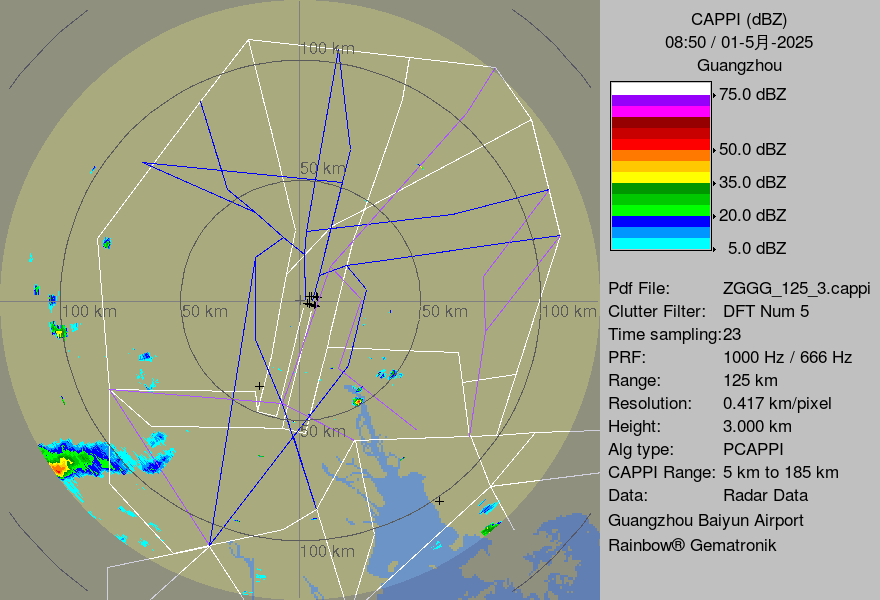 CAPPI (dBZ)
08:50 / 01-5月-2025
Guangzhou
75.0 dBZ
50.0 dBZ
35.0 dBZ
20.0 dBZ
5.0 dBZ
Pdf File: ZGGG_125_3.cappi
Clutter Filter: DFT Num 5
Time sampling:23
PRF: 1000 Hz / 666 Hz
Range: 125 km
Resolution: 0.417 km/pixel
Height: 3.000 km
Alg type: PCAPPI
CAPPI Range: 5 km to 185 km
Data: Radar Data
Guangzhou Baiyun Airport
Rainbow® Gematronik
100 km
50 km
100 km
50 km
50 km
100 km
50 km
100 km